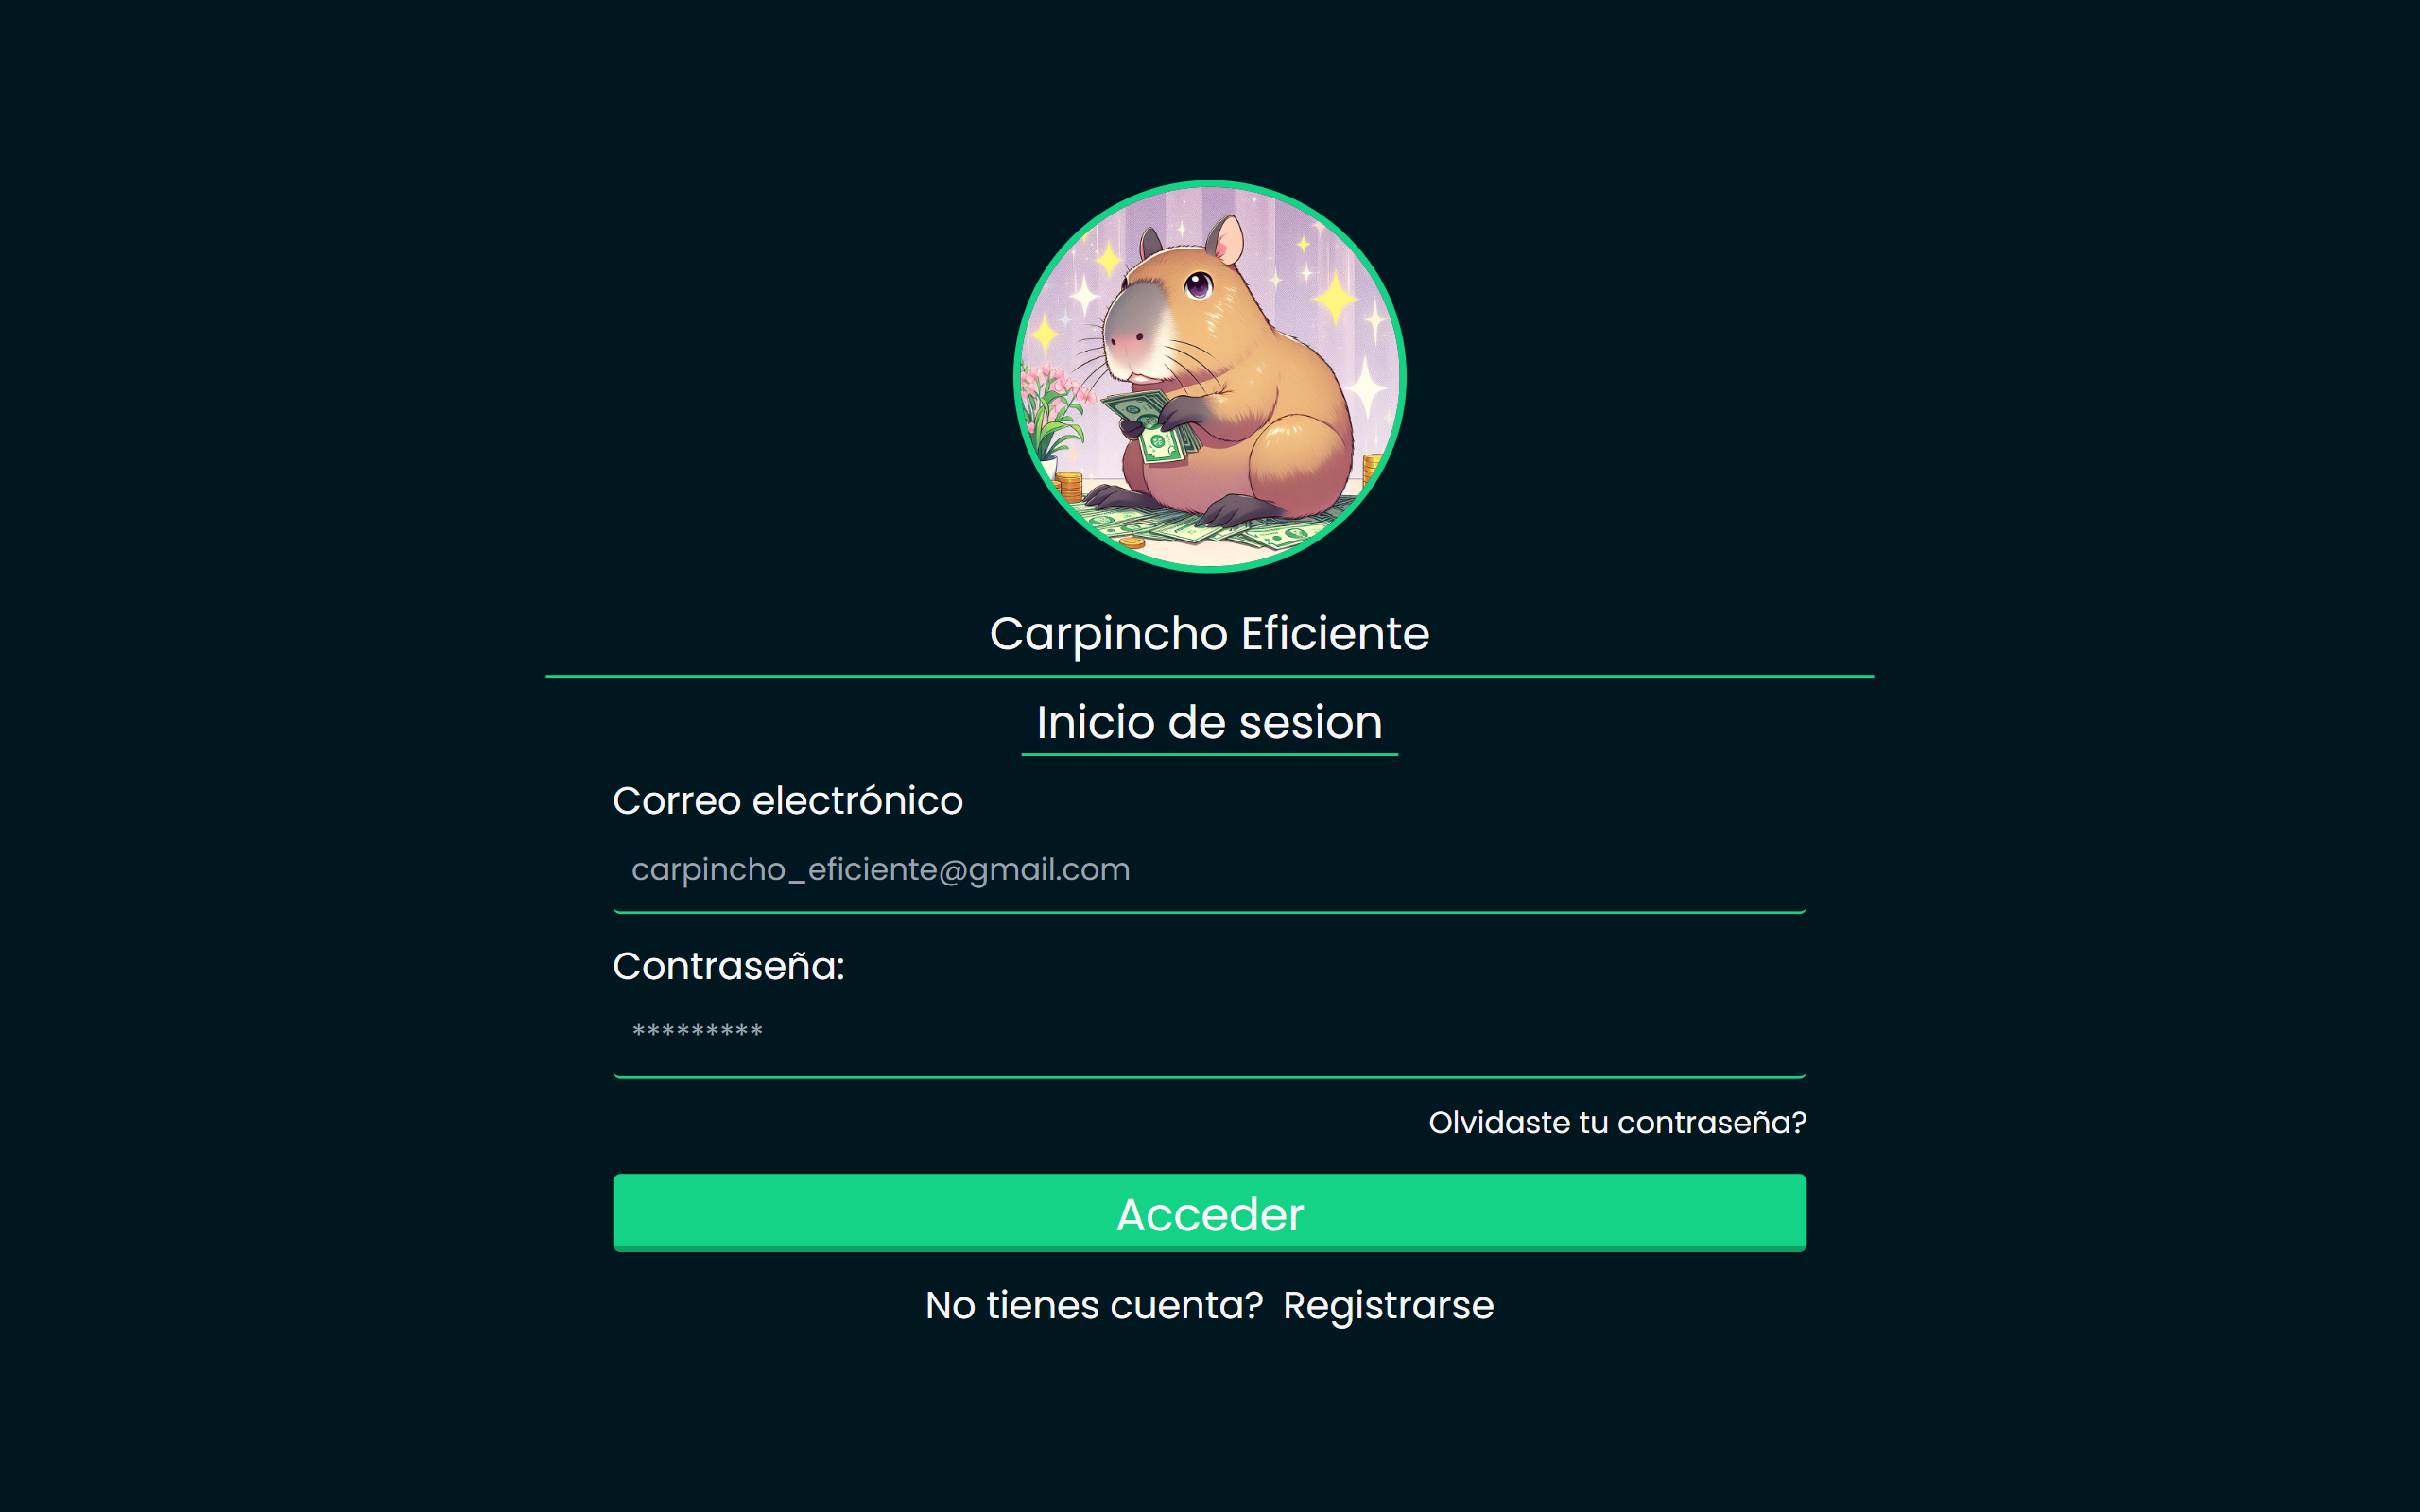 Carpincho Eficiente
Inicio de sesion
Correo electrónico
carpincho_eficiente@gmail.com
Contraseña:
*********
Olvidaste tu contraseña?
Acceder
No tienes cuenta? Registrarse